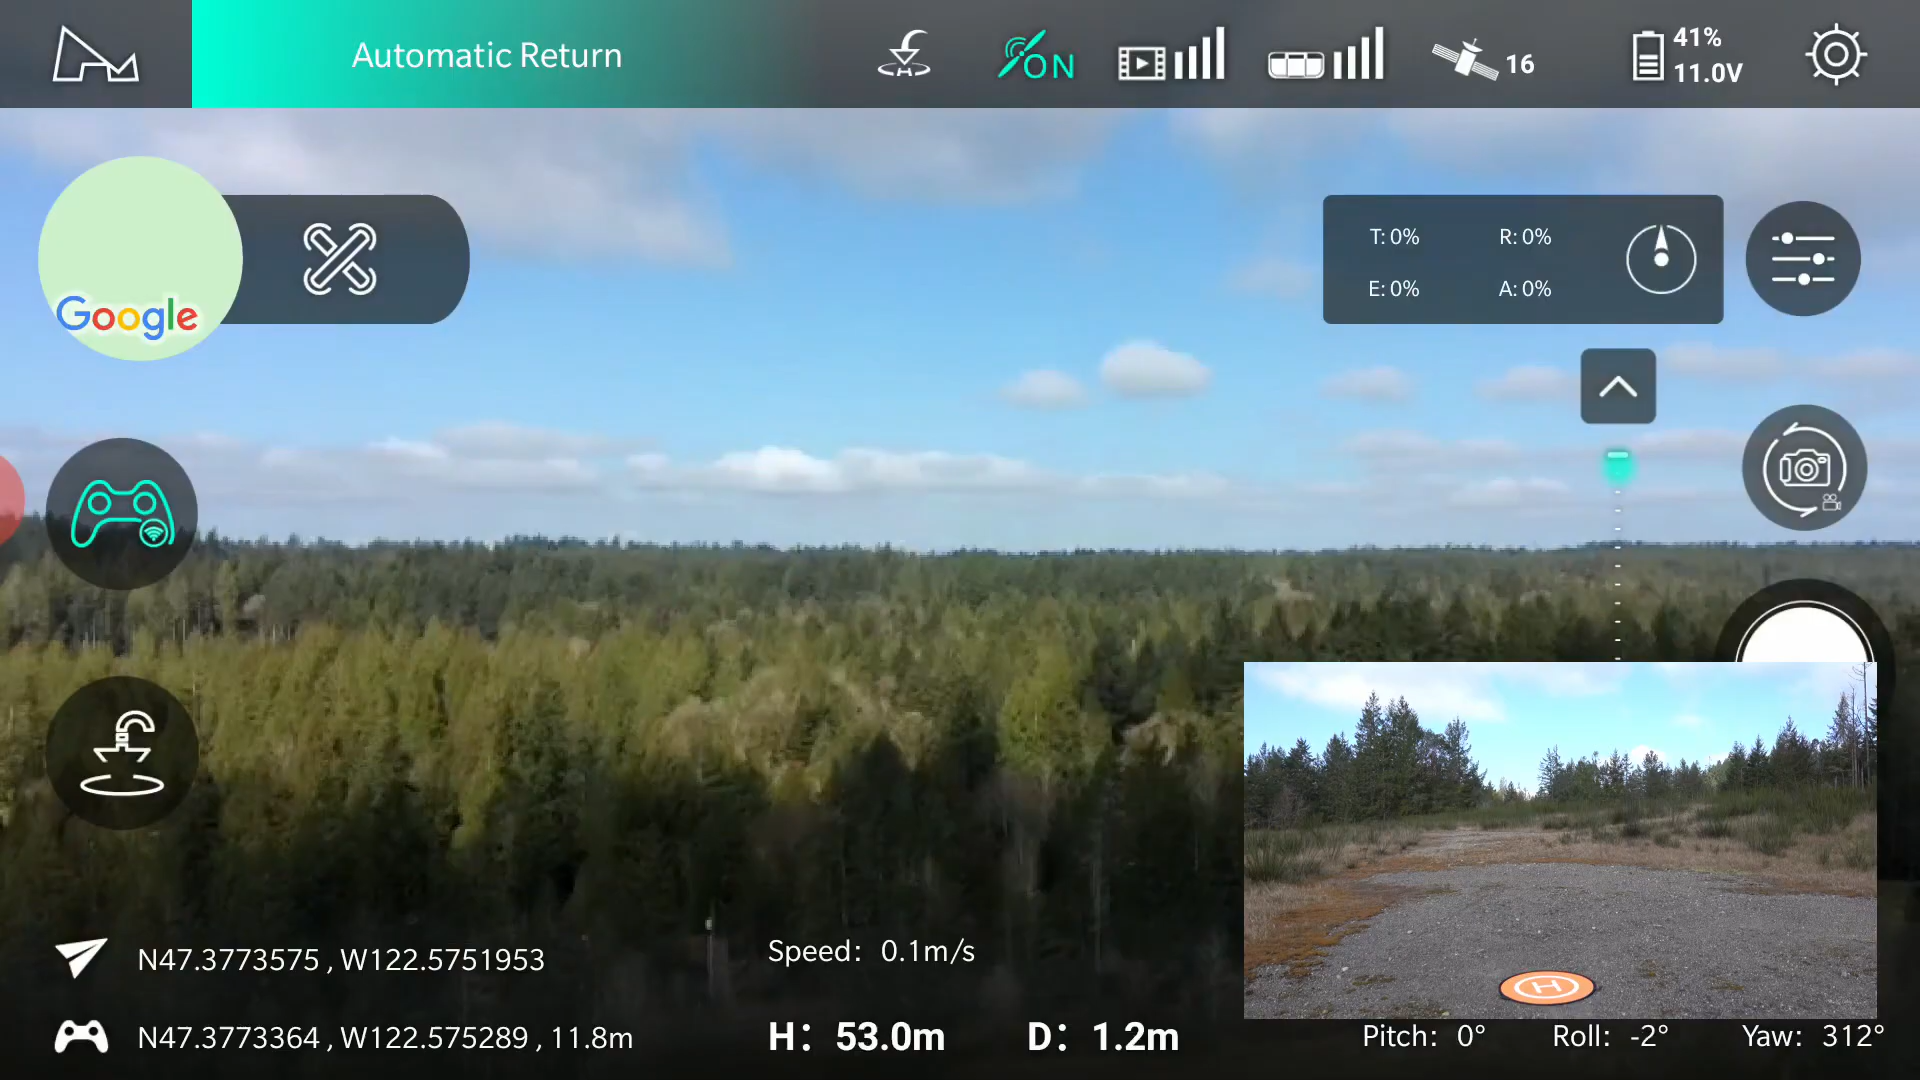 Automatic Return
ON
16
41%
11.0V
Google
T: 0%
R: 0%
E: 0%
A: 0%
N47.3773575 , W122.5751953
Speed: 0.1m/s
N47.3773364 , W122.575289 , 11.8m
H: 53.0m
D: 1.2m
H
Pitch: 0°
Roll: -2°
Yaw: 312°